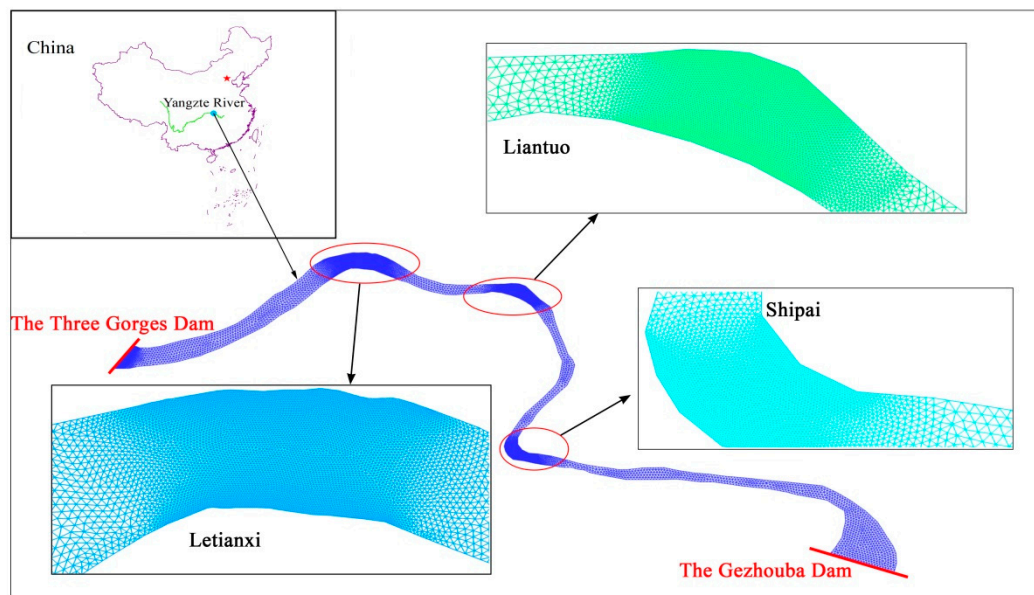 China
Yangzte River
Liantuo
Shipai
The Three Gorges Dam
Letianxi
The Gezhouba Dam